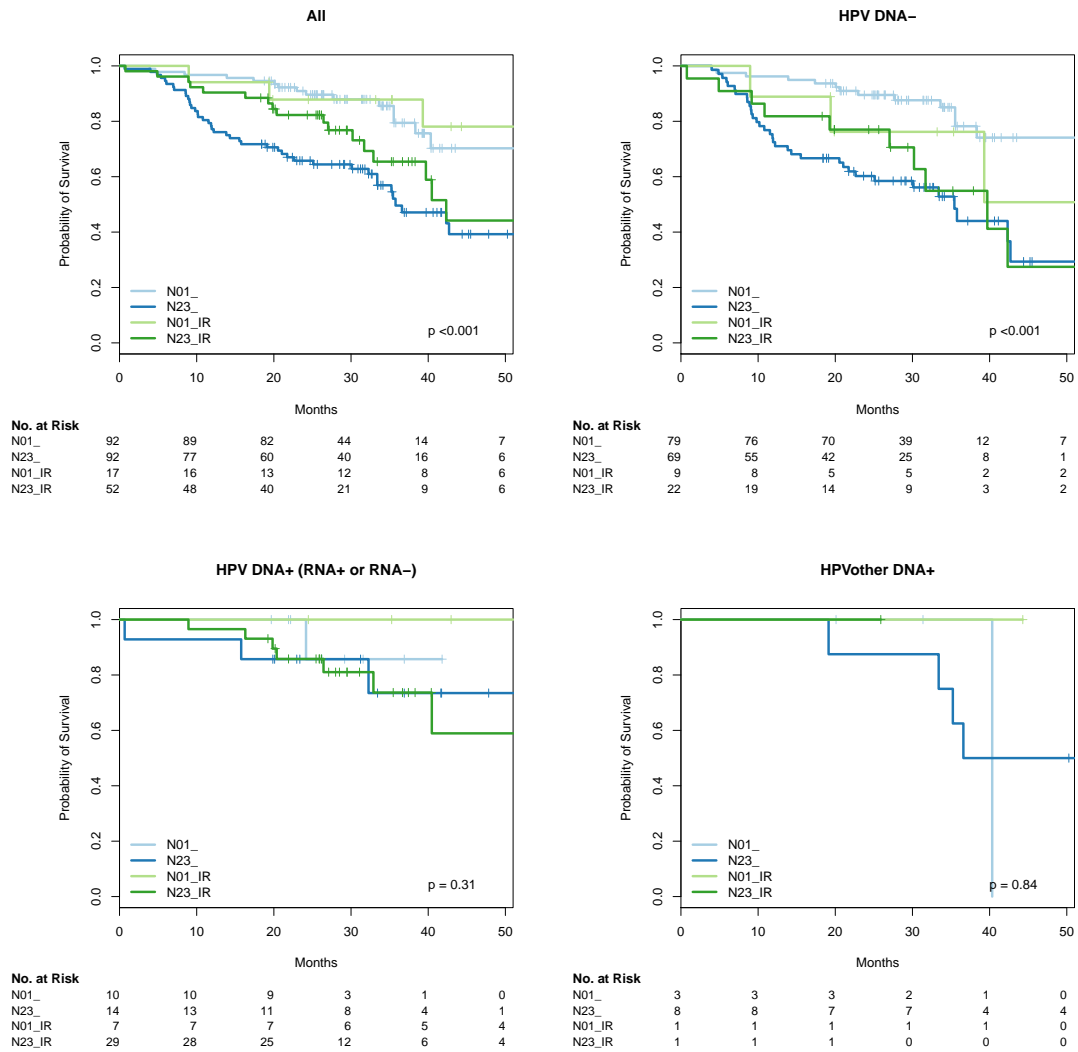 All
Probability of Survival
1.0
0.8
0.6
0.4
0.2
0.0
N01_
N23_
N01_IR
N23_IR
p <0.001
0 10 20 30 40 50
Months
No. at Risk
N01_ 92 89 82 44 14 7
N23_ 92 77 60 40 16 6
N01_IR 17 16 13 12 8 6
N23_IR 52 48 40 21 9 6
HPV DNA−
Probability of Survival
1.0
0.8
0.6
0.4
0.2
0.0
N01_
N23_
N01_IR
N23_IR
p <0.001
0 10 20 30 40 50
Months
No. at Risk
N01_ 79 76 70 39 12 7
N23_ 69 55 42 25 8 1
N01_IR 9 8 5 5 2 2
N23_IR 22 19 14 9 3 2
HPV DNA+ (RNA+ or RNA−)
Probability of Survival
1.0
0.8
0.6
0.4
0.2
0.0
N01_
N23_
N01_IR
N23_IR
p = 0.31
0 10 20 30 40 50
Months
No. at Risk
N01_ 10 10 9 3 1 0
N23_ 14 13 11 8 4 1
N01_IR 7 7 7 6 5 4
N23_IR 29 28 25 12 6 4
HPVother DNA+
Probability of Survival
1.0
0.8
0.6
0.4
0.2
0.0
N01_
N23_
N01_IR
N23_IR
p = 0.84
0 10 20 30 40 50
Months
No. at Risk
N01_ 3 3 3 2 1 0
N23_ 8 8 7 7 4 4
N01_IR 1 1 1 1 1 0
N23_IR 1 1 1 0 0 0